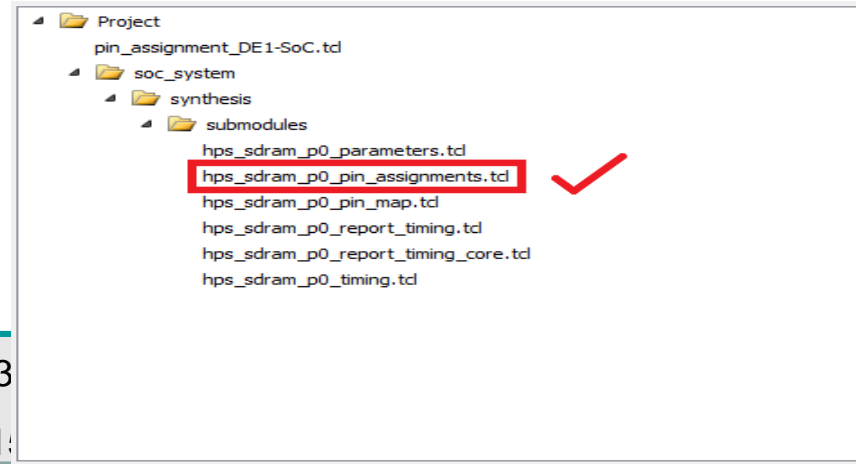 Project
pin_assignment_DE1-SoC.tcl
soc_system
synthesis
submodules
hps_sdram_p0_parameters.tcl
hps_sdram_p0_pin_assignments.tcl
hps_sdram_p0_pin_map.tcl
hps_sdram_p0_report_timing.tcl
hps_sdram_p0_report_timing_core.tcl
hps_sdram_p0_timing.tcl
3